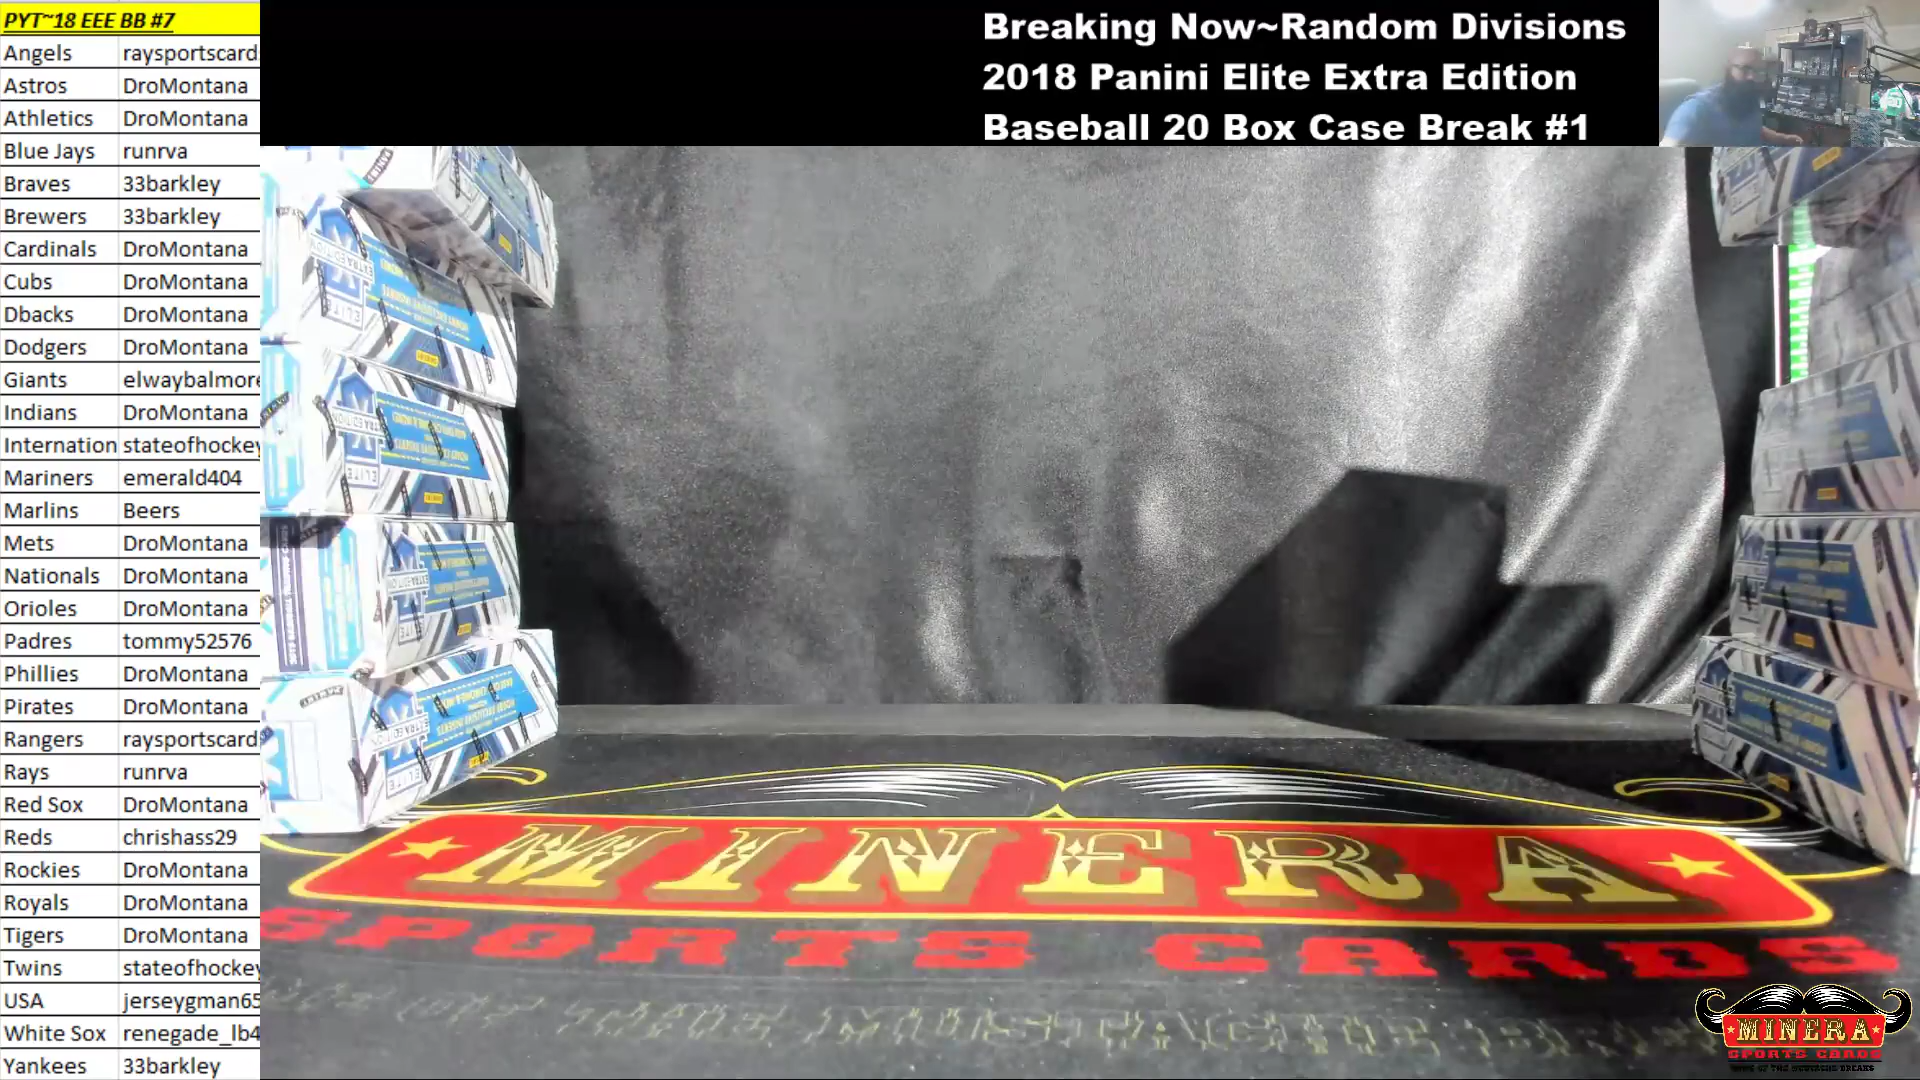 PYT~18 EEE BB #7
Angels raysportscard
Astros DroMontana
Athletics DroMontana
Blue Jays runrva
Braves 33barkley
Brewers 33barkley
Cardinals DroMontana
Cubs DroMontana
Dbacks DroMontana
Dodgers DroMontana
Giants elwaybalmore
Indians DroMontana
Internation stateofhockey
Mariners emerald404
Marlins Beers
Mets DroMontana
Nationals DroMontana
Orioles DroMontana
Padres tommy52576
Phillies DroMontana
Pirates DroMontana
Rangers raysportscard
Rays runrva
Red Sox DroMontana
Reds chrishass29
Rockies DroMontana
Royals DroMontana
Tigers DroMontana
Twins stateofhockey
USA jerseygman65
White Sox renegade_lb4
Yankees 33barkley
Breaking Now~Random Divisions
2018 Panini Elite Extra Edition
Baseball 20 Box Case Break #1
ELITE
EXTRA EDITION
PANINI
MINERA
SPORTS CARDS
MINERA
SPORTS CARDS